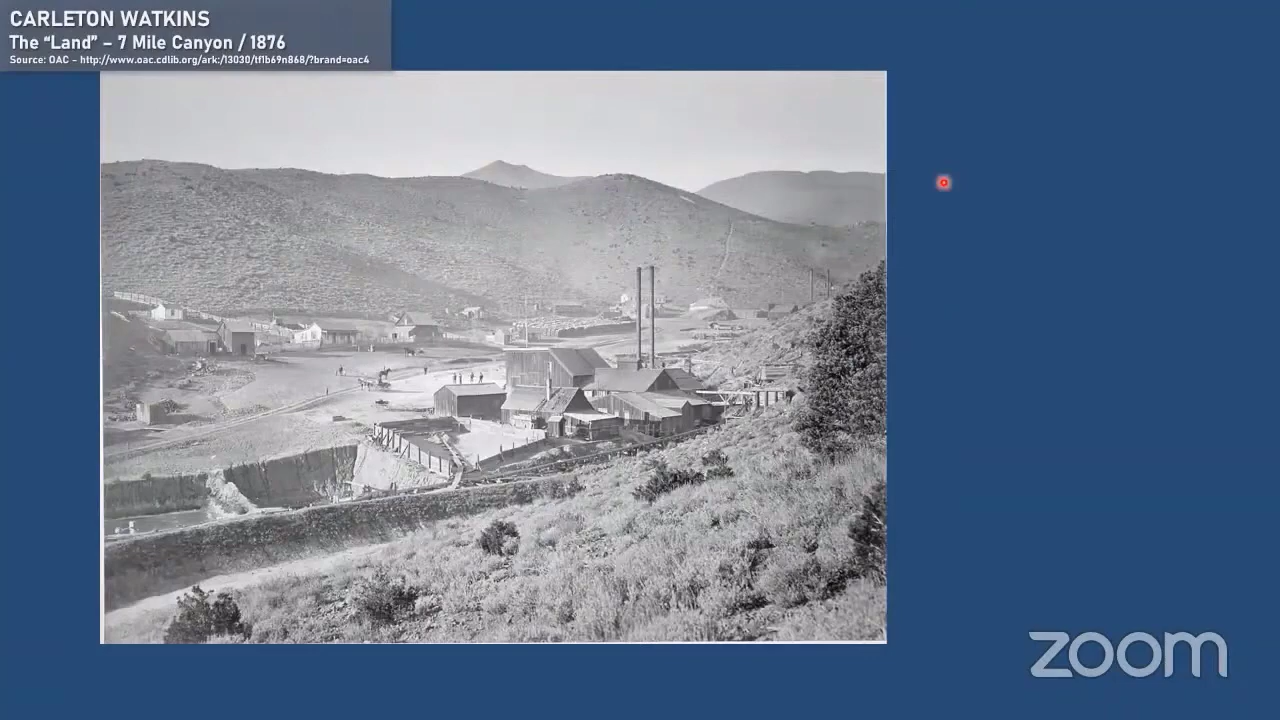 CARLETON WATKINS
The “Land” – 7 Mile Canyon / 1876
Source: OAC - http://www.oac.cdlib.org/ark:/13030/tf1b69n868/?brand=oac4
zoom